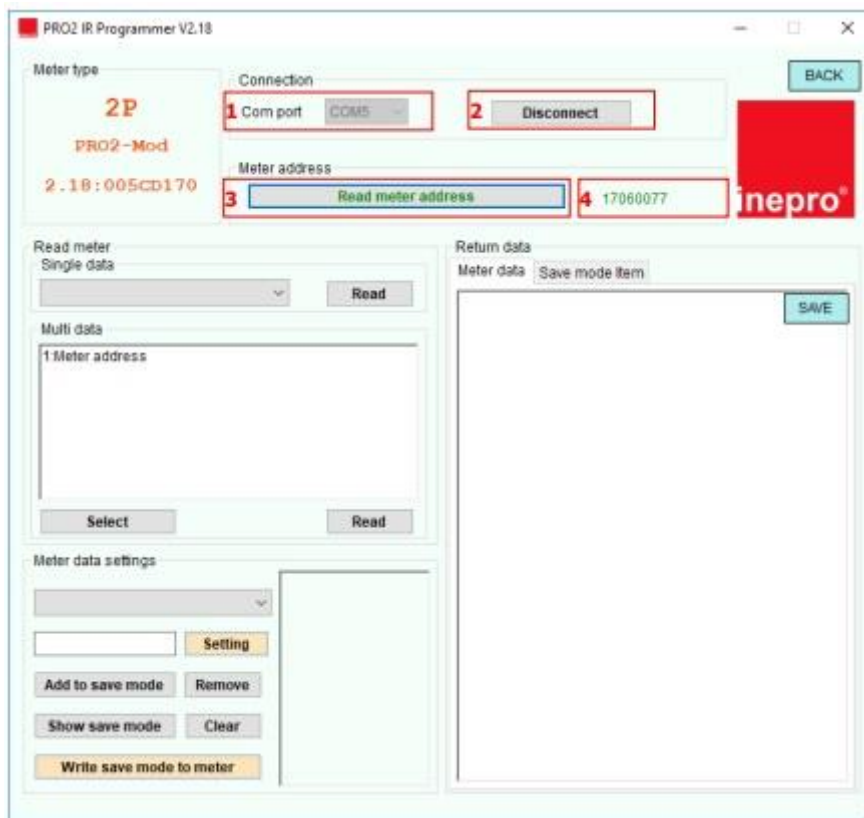 PRO2 IR Programmer V2.18
Meter type
2P
PRO2-Mod
2.18:005CD170
Connection
1 Com port COM5
2 Disconnect
BACK
Meter address
3 Read meter address
4 17060077
inepro®
Read meter
Single data
Read
Multi data
1:Meter address
Select Read
Return data
Meter data Save mode Item
SAVE
Meter data settings
Setting
Add to save mode Remove
Show save mode Clear
Write save mode to meter